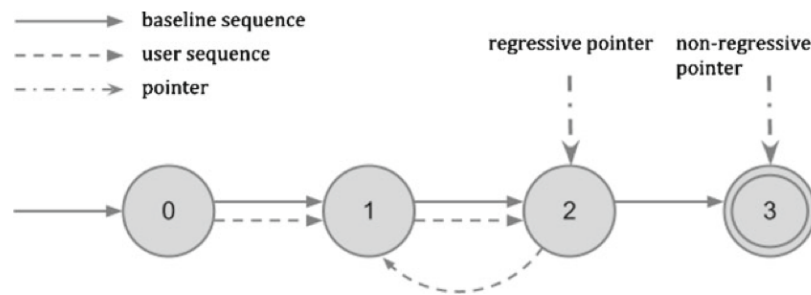 baseline sequence
user sequence
pointer
regressive pointer
non-regressive
pointer
0
1
2
3